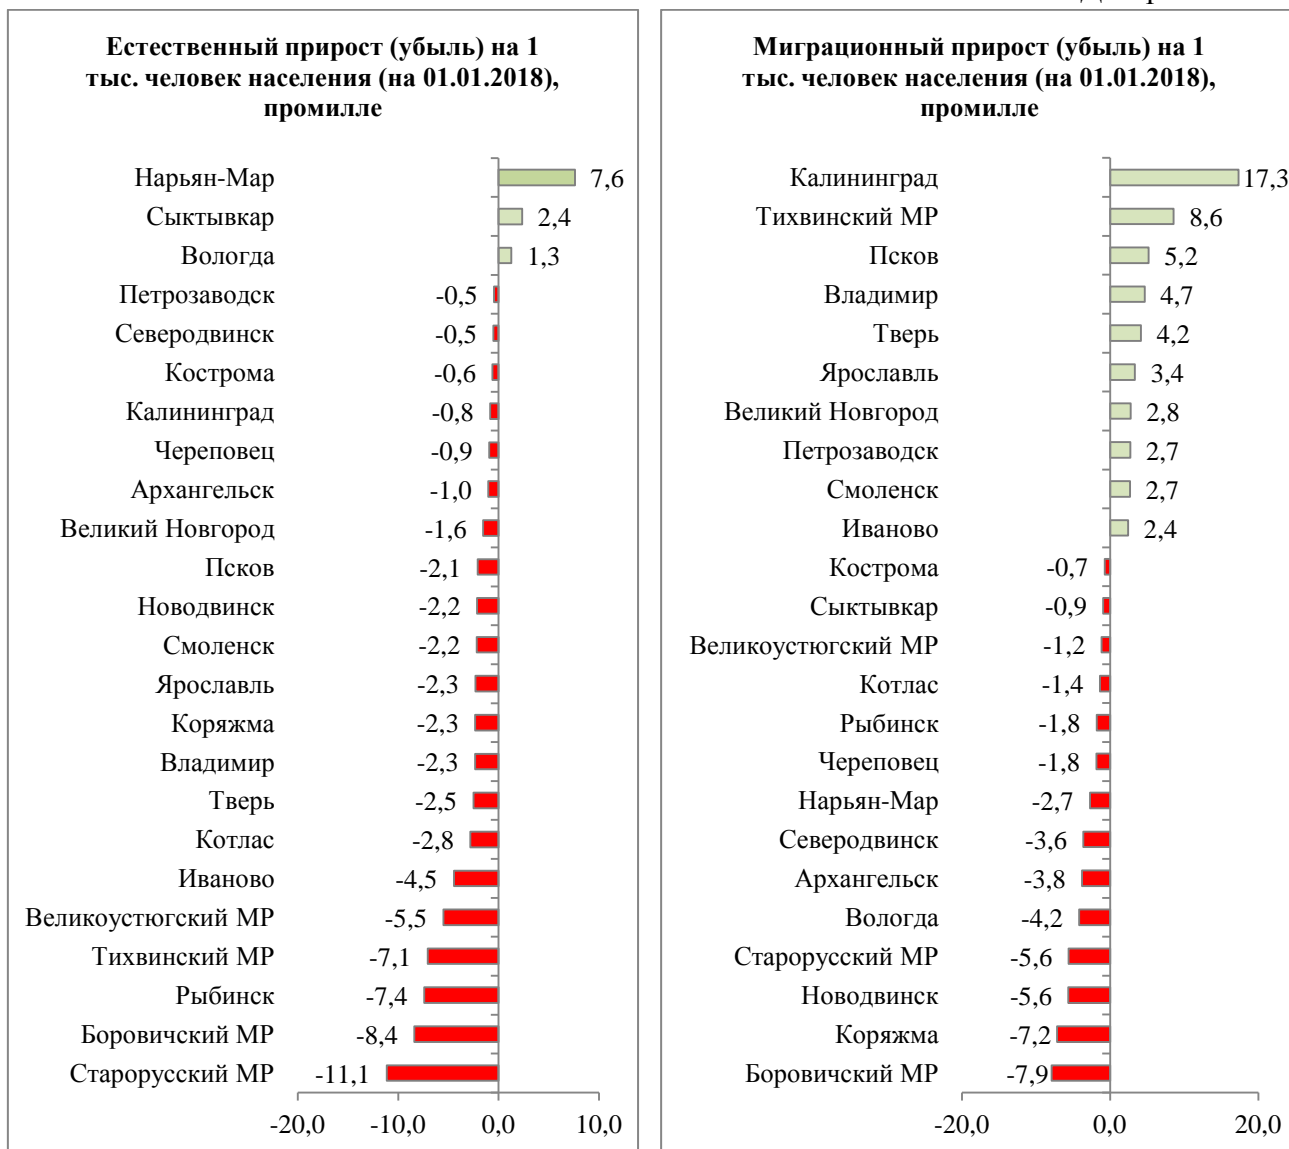 Естественный прирост (убыль) на 1
тыс. человек населения (на 01.01.2018),
промилле
Нарьян-Мар 7,6
Сыктывкар 2,4
Вологда 1,3
Петрозаводск -0,5
Северодвинск -0,5
Кострома -0,6
Калининград -0,8
Череповец -0,9
Архангельск -1,0
Великий Новгород -1,6
Псков -2,1
Новодвинск -2,2
Смоленск -2,2
Ярославль -2,3
Коряжма -2,3
Владимир -2,3
Тверь -2,5
Котлас -2,8
Иваново -4,5
Великоустюгский МР -5,5
Тихвинский МР -7,1
Рыбинск -7,4
Боровичский МР -8,4
Старорусский МР -11,1
-20,0 -10,0 0,0 10,0
Миграционный прирост (убыль) на 1
тыс. человек населения (на 01.01.2018),
промилле
Калининград 17,3
Тихвинский МР 8,6
Псков 5,2
Владимир 4,7
Тверь 4,2
Ярославль 3,4
Великий Новгород 2,8
Петрозаводск 2,7
Смоленск 2,7
Иваново 2,4
Кострома -0,7
Сыктывкар -0,9
Великоустюгский МР -1,2
Котлас -1,4
Рыбинск -1,8
Череповец -1,8
Нарьян-Мар -2,7
Северодвинск -3,6
Архангельск -3,8
Вологда -4,2
Старорусский МР -5,6
Новодвинск -5,6
Коряжма -7,2
Боровичский МР -7,9
-20,0 0,0 20,0